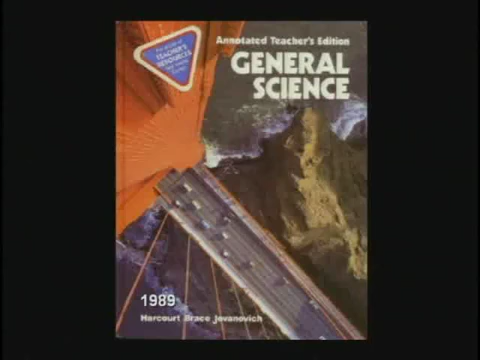 Annotated Teacher's Edition
GENERAL
SCIENCE
TEACHER'S
RESOURCES
1989
Harcourt Brace Jovanovich